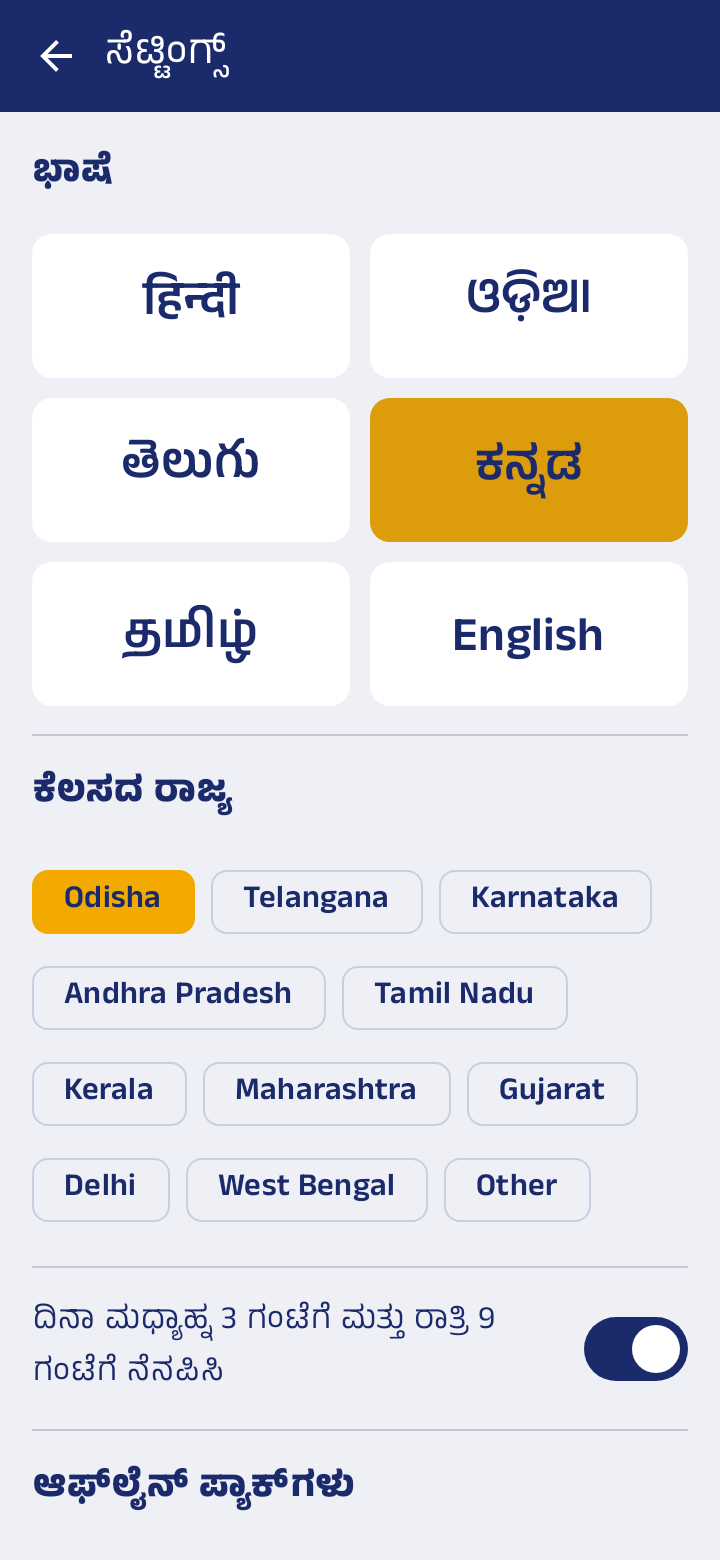 ಸೆಟ್ಟಿಂಗ್ಸ್
ಭಾಷೆ
हिन्दी
ଓଡ଼ିଆ
తెలుగు
ಕನ್ನಡ
தமிழ்
English
ಕೆಲಸದ ರಾಜ್ಯ
Odisha
Telangana
Karnataka
Andhra Pradesh
Tamil Nadu
Kerala
Maharashtra
Gujarat
Delhi
West Bengal
Other
ದಿನಾ ಮಧ್ಯಾಹ್ನ 3 ಗಂಟೆಗೆ ಮತ್ತು ರಾತ್ರಿ 9
ಗಂಟೆಗೆ ನೆನಪಿಸಿ
ಆಫ್‌ಲೈನ್ ಪ್ಯಾಕ್‌ಗಳು